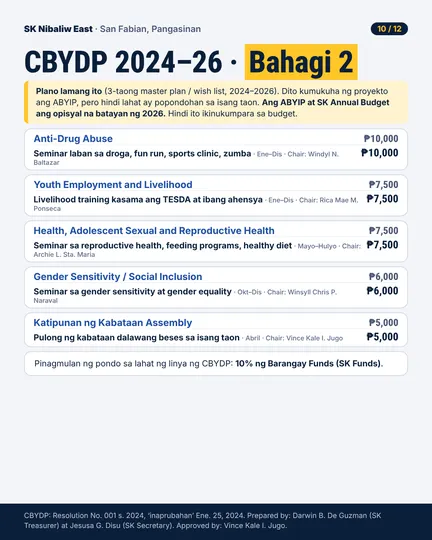 SK Nibaliw East · San Fabian, Pangasinan
10 / 12
CBYDP 2024–26 · Bahagi 2
Plano lamang ito (3-taong master plan / wish list, 2024–2026). Dito kumukuha ng proyekto
ang ABYIP, pero hindi lahat ay popondohan sa isang taon. Ang ABYIP at SK Annual Budget
ang opisyal na batayan ng 2026. Hindi ito ikinukumpara sa budget.
Anti-Drug Abuse ₱10,000
Seminar laban sa droga, fun run, sports clinic, zumba · Ene–Dis · Chair: Windyl N. ₱10,000
Baltazar
Youth Employment and Livelihood ₱7,500
Livelihood training kasama ang TESDA at ibang ahensya · Ene–Dis · Chair: Rica Mae M. ₱7,500
Ponseca
Health, Adolescent Sexual and Reproductive Health ₱7,500
Seminar sa reproductive health, feeding programs, healthy diet · Mayo–Hulyo · Chair: ₱7,500
Archie L. Sta. Maria
Gender Sensitivity / Social Inclusion ₱6,000
Seminar sa gender sensitivity at gender equality · Okt–Dis · Chair: Winsyll Chris P. ₱6,000
Naraval
Katipunan ng Kabataan Assembly ₱5,000
Pulong ng kabataan dalawang beses sa isang taon · Abril · Chair: Vince Kale I. Jugo ₱5,000
Pinagmulan ng pondo sa lahat ng linya ng CBYDP: 10% ng Barangay Funds (SK Funds).
CBYDP: Resolution No. 001 s. 2024, 'inaprubahan' Ene. 25, 2024. Prepared by: Darwin B. De Guzman (SK
Treasurer) at Jesusa G. Disu (SK Secretary). Approved by: Vince Kale I. Jugo.